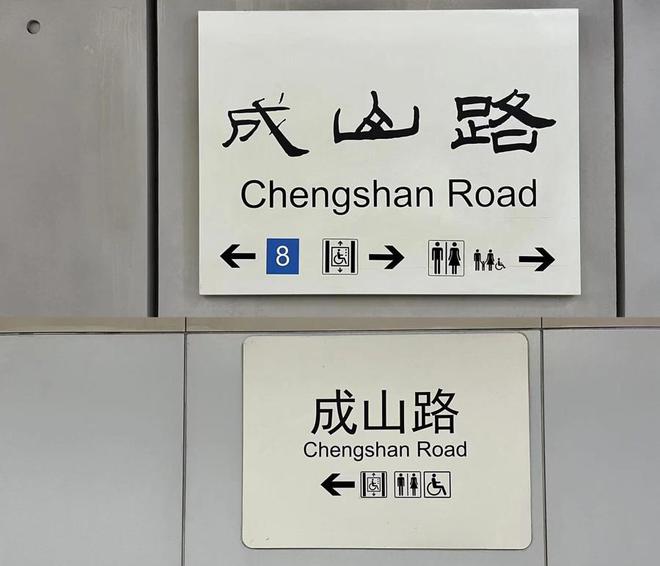 成山路
Chengshan Road
8
成山路
Chengshan Road